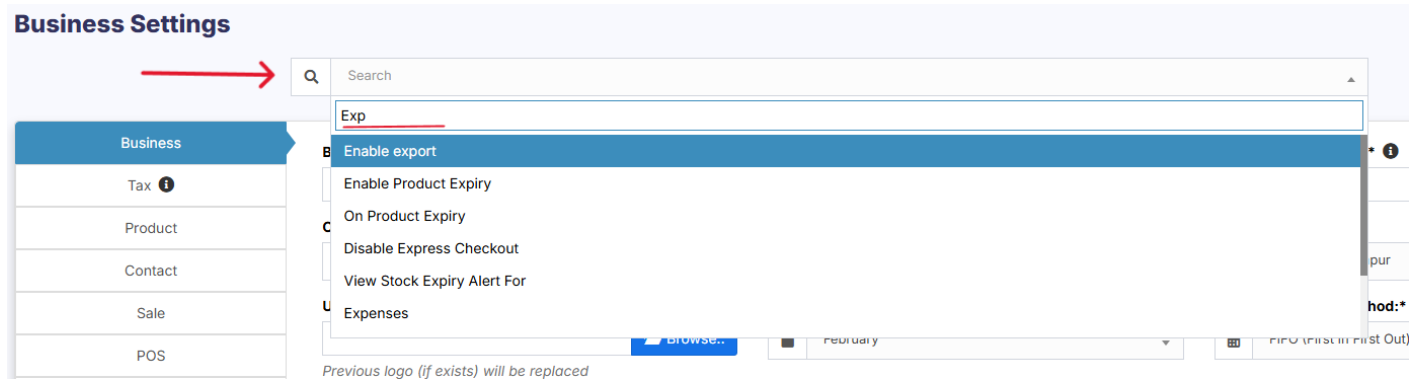 Business Settings
Search
Exp
Business
Tax
Product
Contact
Sale
POS
Enable export
Enable Product Expiry
On Product Expiry
Disable Express Checkout
View Stock Expiry Alert For
Expenses
B
*
C
pur
U
hod:*
Browse..
February
FIFO (First In First Out)
Previous logo (if exists) will be replaced